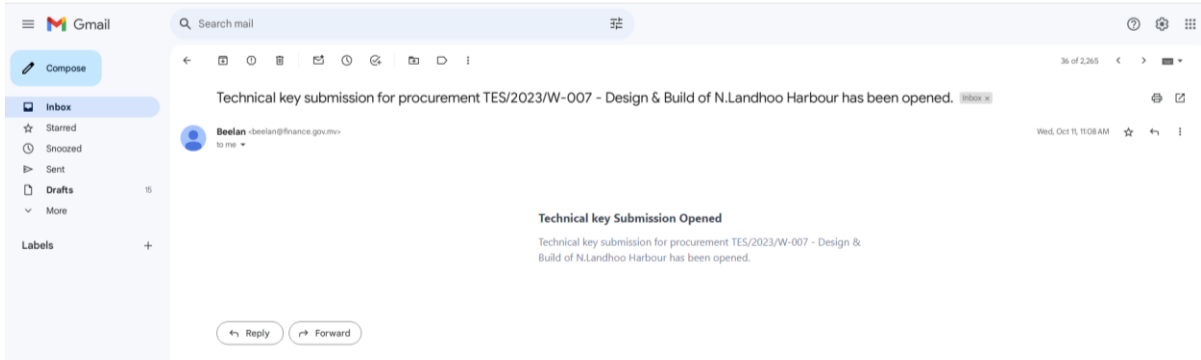 Gmail
Search mail
Compose
36 of 2,265
Inbox
Technical key submission for procurement TES/2023/W-007 - Design & Build of N.Landhoo Harbour has been opened. Inbox x
Starred
Beelan <beelan@finance.gov.mv>
Wed, Oct 11, 11:08 AM
to me
Snoozed
Sent
Drafts 15
More
Labels
Technical key Submission Opened
Technical key submission for procurement TES/2023/W-007 - Design &
Build of N.Landhoo Harbour has been opened.
Reply
Forward